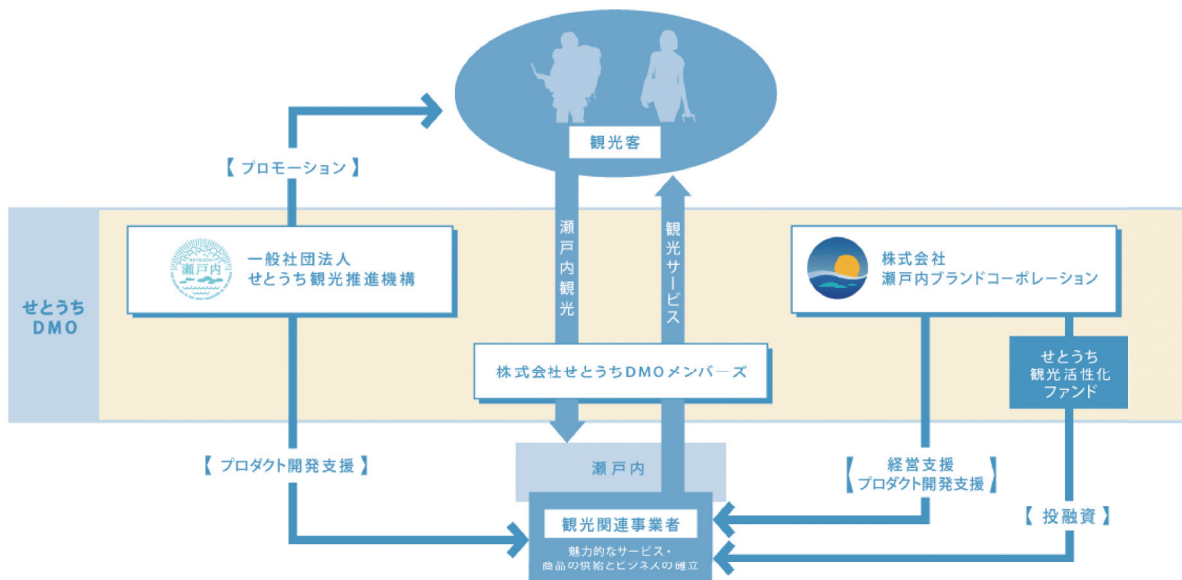 観光客
【 プロモーション 】
せとうち
DMO
瀬戸内
一般社団法人
せとうち観光推進機構
瀬戸内観光
観光サービス
株式会社
瀬戸内ブランドコーポレーション
株式会社せとうちDMOメンバーズ
せとうち
観光活性化
ファンド
【 プロダクト開発支援 】
瀬戸内
経営支援
プロダクト開発支援
【 投融資 】
観光関連事業者
魅力的なサービス・
商品の供給とビジネスの確立